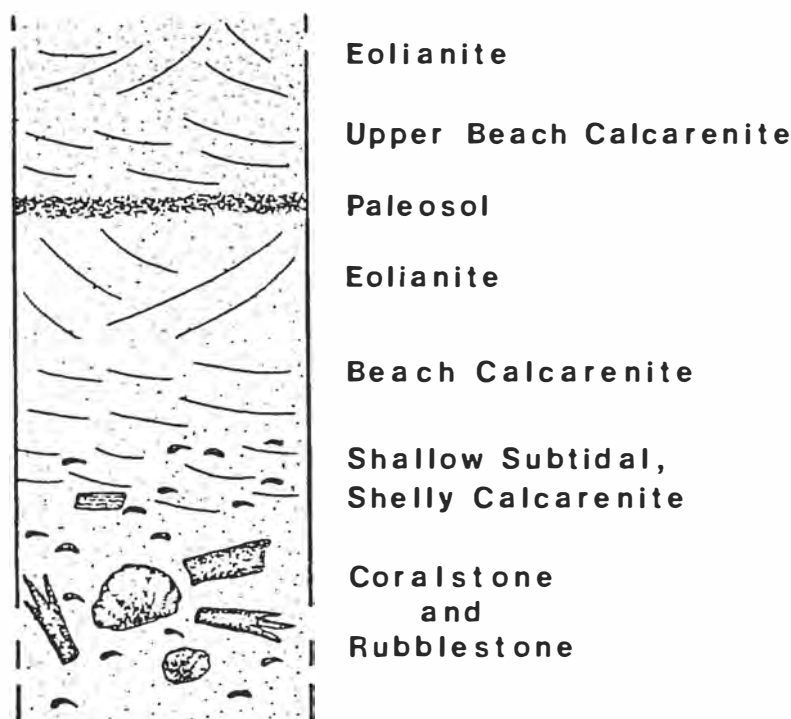 Eolianite
Upper Beach Calcarenite
Paleosol
Eolianite
Beach Calcarenite
Shallow Subtidal,
Shelly Calcarenite
Coralstone
and
Rubblestone